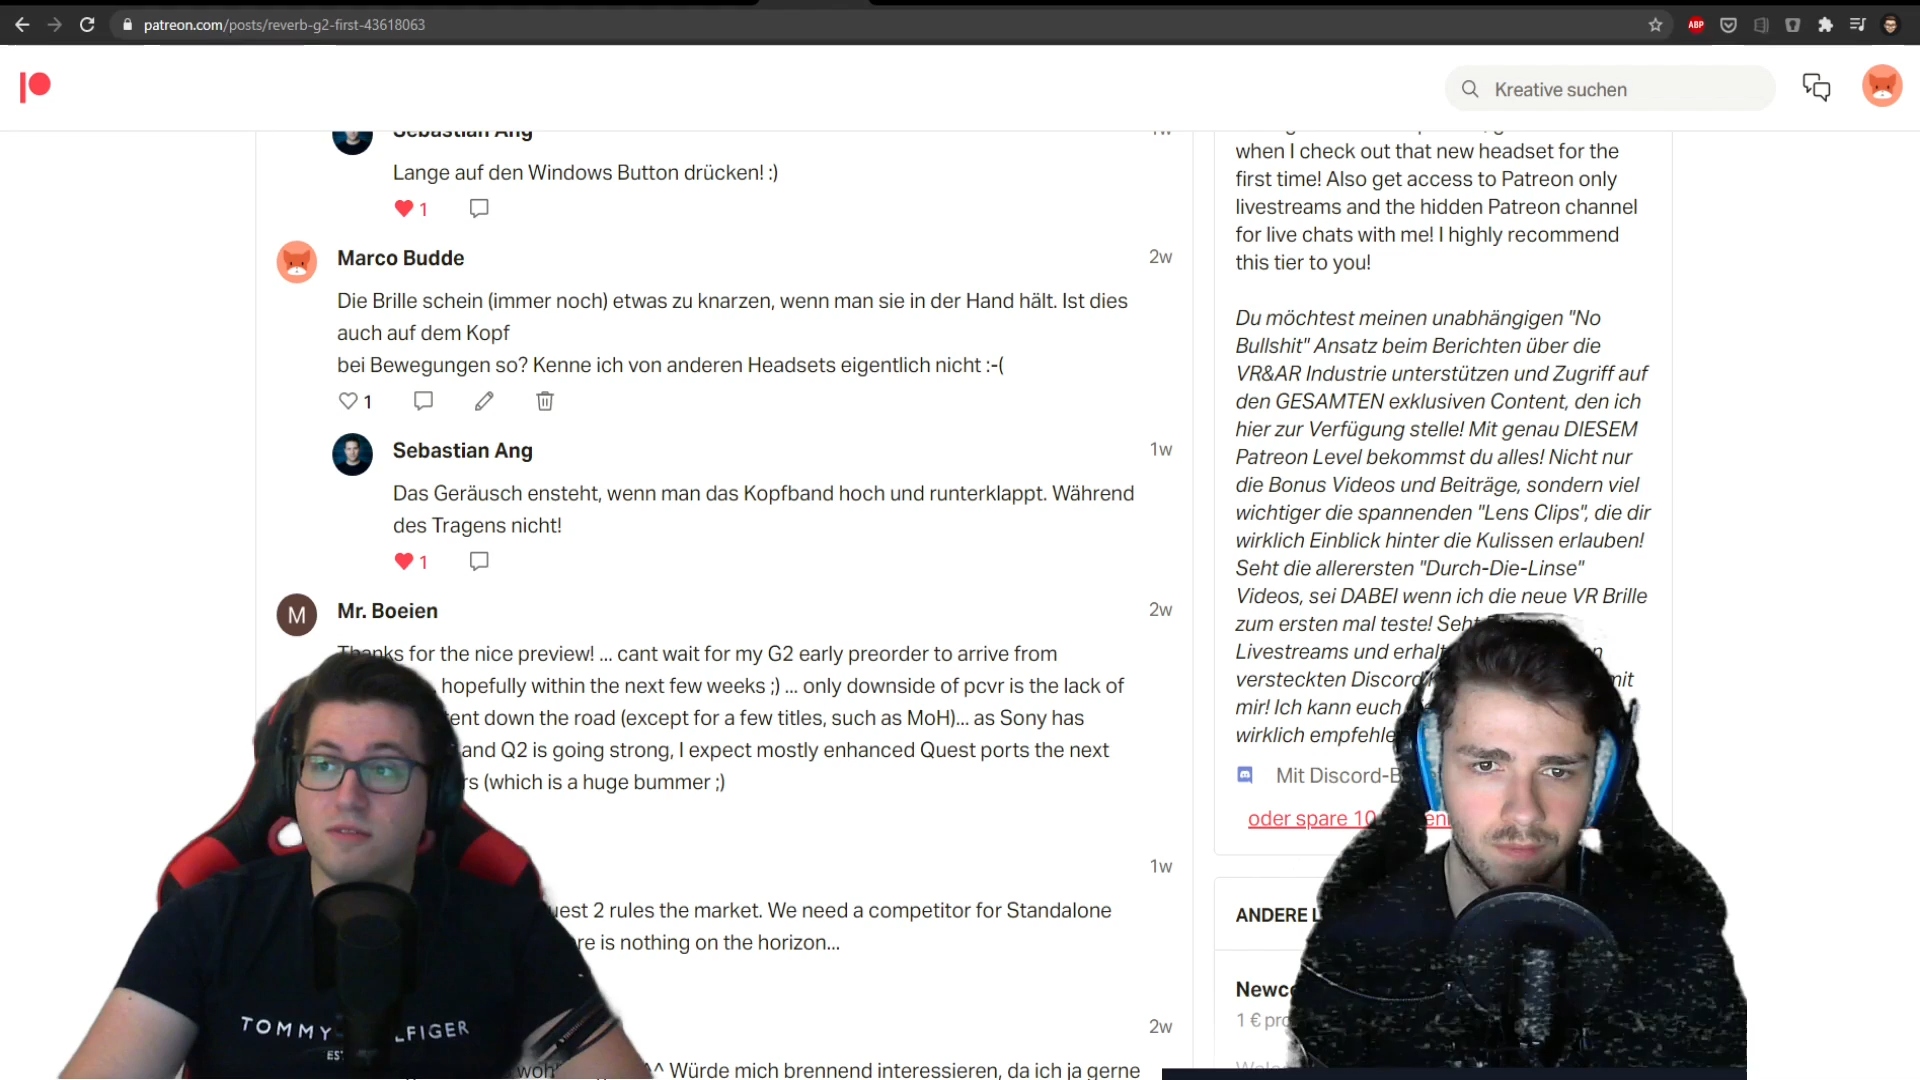 patreon.com/posts/reverb-g2-first-43618063
ABP
Kreative suchen
Sebastian Ang
1w
Lange auf den Windows Button drücken! :)
1
Marco Budde
2w
Die Brille schein (immer noch) etwas zu knarzen, wenn man sie in der Hand hält. Ist dies
auch auf dem Kopf
bei Bewegungen so? Kenne ich von anderen Headsets eigentlich nicht :-(
1
Sebastian Ang
1w
Das Geräusch ensteht, wenn man das Kopfband hoch und runterklappt. Während
des Tragens nicht!
1
M
Mr. Boeien
2w
Thanks for the nice preview! ... cant wait for my G2 early preorder to arrive from
hopefully within the next few weeks ;) ... only downside of pcvr is the lack of
down the road (except for a few titles, such as MoH)... as Sony has
and Q2 is going strong, I expect mostly enhanced Quest ports the next
(which is a huge bummer ;)
1w
2 rules the market. We need a competitor for Standalone
is nothing on the horizon...
2w
^^ Würde mich brennend interessieren, da ich ja gerne
when I check out that new headset for the
first time! Also get access to Patreon only
livestreams and the hidden Patreon channel
for live chats with me! I highly recommend
this tier to you!
Du möchtest meinen unabhängigen "No
Bullshit" Ansatz beim Berichten über die
VR&AR Industrie unterstützen und Zugriff auf
den GESAMTEN exklusiven Content, den ich
hier zur Verfügung stelle! Mit genau DIESEM
Patreon Level bekommst du alles! Nicht nur
die Bonus Videos und Beiträge, sondern viel
wichtiger die spannenden "Lens Clips", die dir
wirklich Einblick hinter die Kulissen erlauben!
Seht die allerersten "Durch-Die-Linse"
Videos, sei DABEI wenn ich die neue VR Brille
zum ersten mal teste! Seht
Livestreams und
versteckten Discord mit
mir! Ich kann euch
wirklich
Mit
oder spare 10
ANDERE
1 €
TOMMY